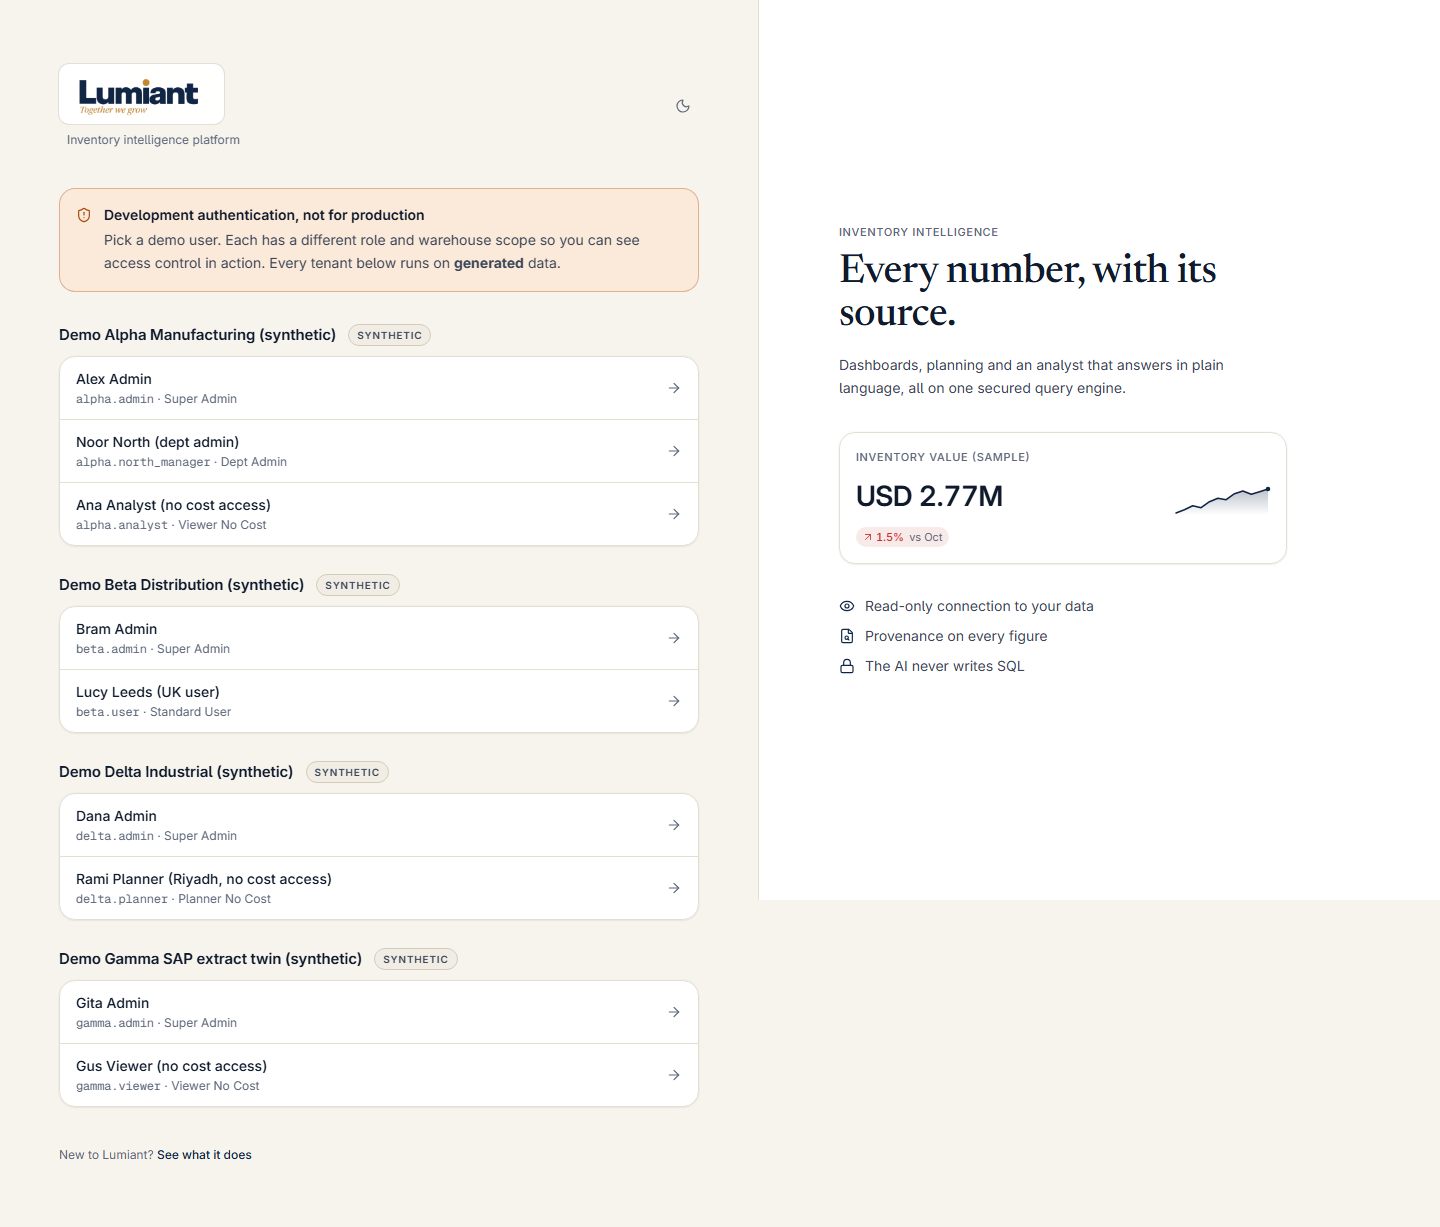 Lumiant
Together we grow
Inventory intelligence platform
Development authentication, not for production
Pick a demo user. Each has a different role and warehouse scope so you can see
access control in action. Every tenant below runs on generated data.
Demo Alpha Manufacturing (synthetic) SYNTHETIC
Alex Admin
alpha.admin · Super Admin
Noor North (dept admin)
alpha.north_manager · Dept Admin
Ana Analyst (no cost access)
alpha.analyst · Viewer No Cost
Demo Beta Distribution (synthetic) SYNTHETIC
Bram Admin
beta.admin · Super Admin
Lucy Leeds (UK user)
beta.user · Standard User
Demo Delta Industrial (synthetic) SYNTHETIC
Dana Admin
delta.admin · Super Admin
Rami Planner (Riyadh, no cost access)
delta.planner · Planner No Cost
Demo Gamma SAP extract twin (synthetic) SYNTHETIC
Gita Admin
gamma.admin · Super Admin
Gus Viewer (no cost access)
gamma.viewer · Viewer No Cost
New to Lumiant? See what it does
INVENTORY INTELLIGENCE
Every number, with its
source.
Dashboards, planning and an analyst that answers in plain
language, all on one secured query engine.
INVENTORY VALUE (SAMPLE)
USD 2.77M
1.5% vs Oct
Read-only connection to your data
Provenance on every figure
The AI never writes SQL